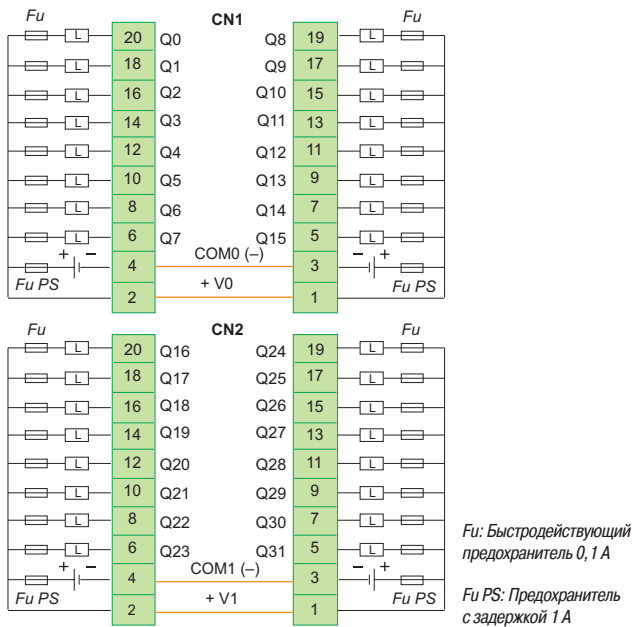 Fu CN1 Fu
L 20 Q0 Q8 19 L
L 18 Q1 Q9 17 L
L 16 Q2 Q10 15 L
L 14 Q3 Q11 13 L
L 12 Q4 Q12 11 L
L 10 Q5 Q13 9 L
L 8 Q6 Q14 7 L
L 6 Q7 Q15 5 L
+ – 4 COM0 (–) 3 – +
Fu PS 2 + V0 1 Fu PS
Fu CN2 Fu
L 20 Q16 Q24 19 L
L 18 Q17 Q25 17 L
L 16 Q18 Q26 15 L
L 14 Q19 Q27 13 L
L 12 Q20 Q28 11 L
L 10 Q21 Q29 9 L
L 8 Q22 Q30 7 L
L 6 Q23 Q31 5 L
+ – 4 COM1 (–) 3 – +
Fu PS 2 + V1 1 Fu PS
Fu: Быстродействующий
предохранитель 0,1 А
Fu PS: Предохранитель
с задержкой 1 А